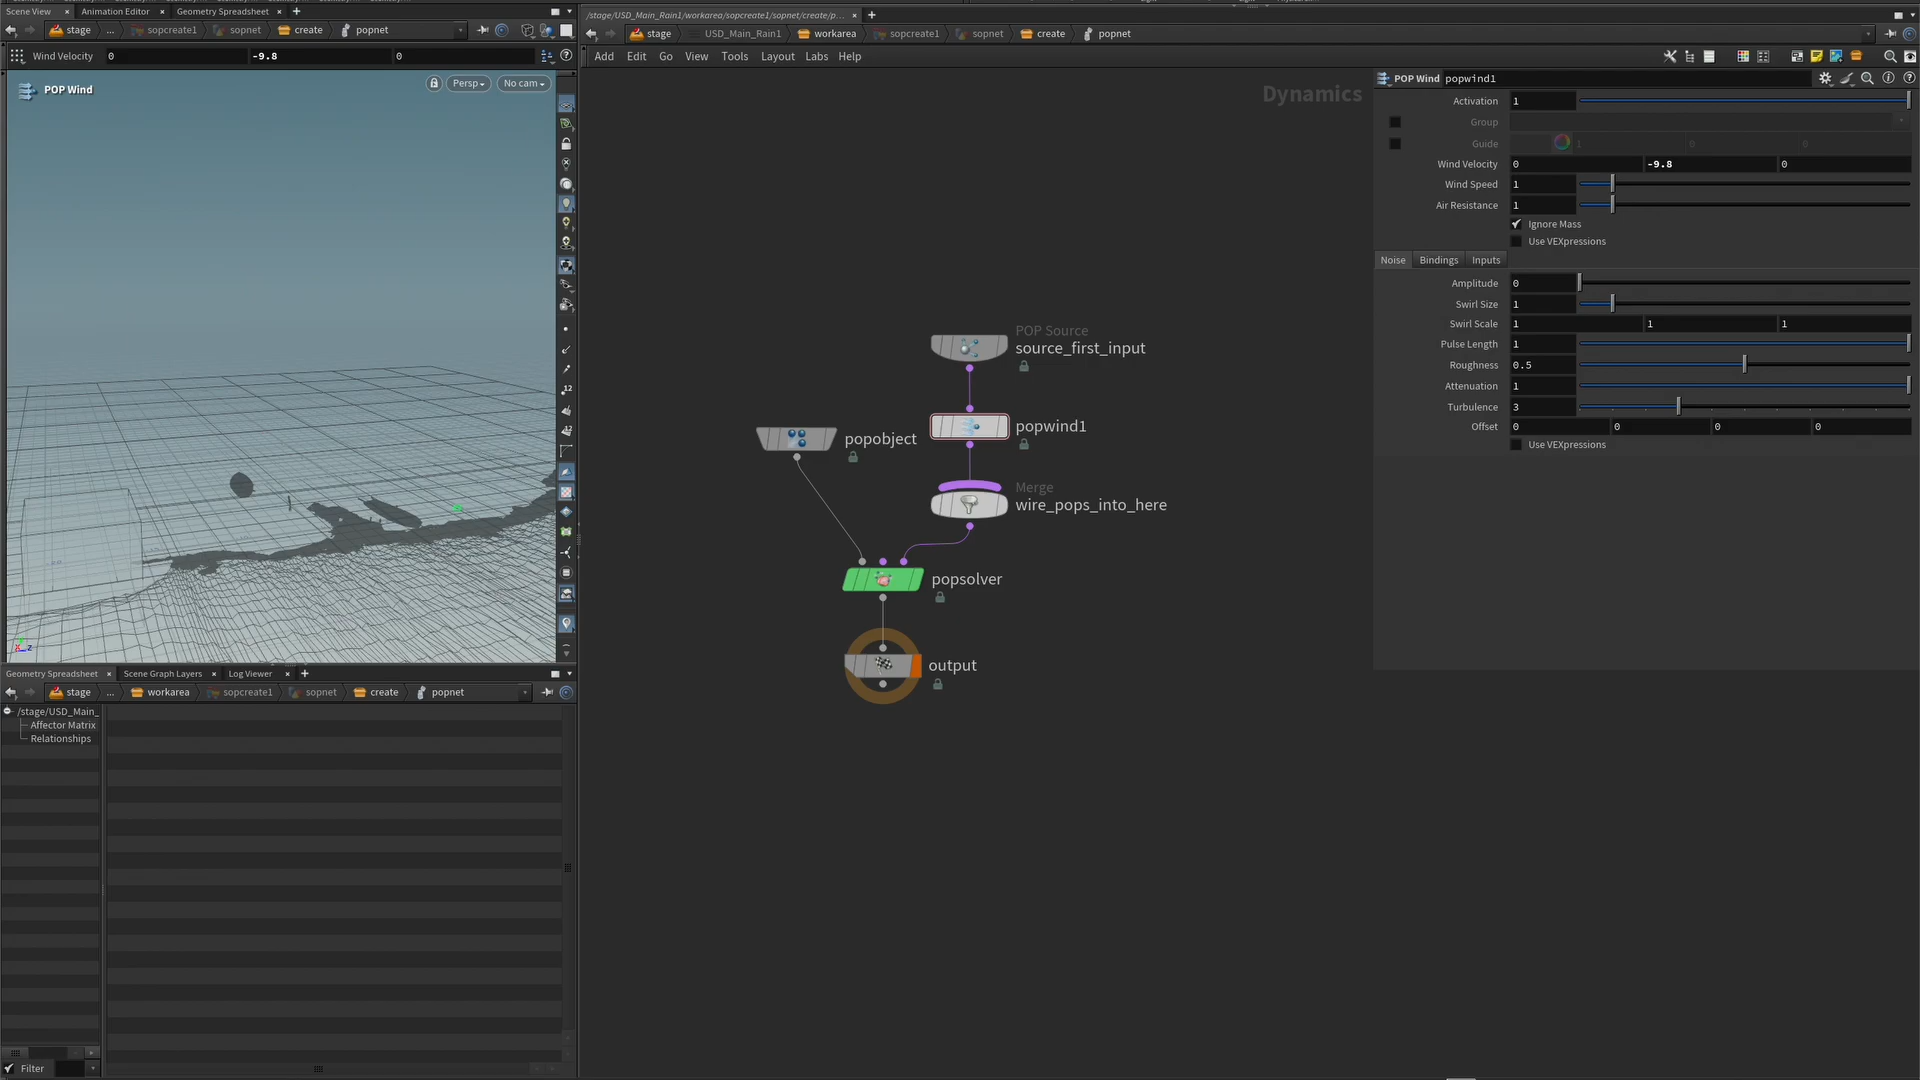 Scene View
Animation Editor
Geometry Spreadsheet
stage
...
sopcreate1
sopnet
create
popnet
Wind Velocity
0
-9.8
0
POP Wind
Persp
No cam
12
12
z
/stage/USD_Main_Rain1/workarea/sopcreate1/sopnet/create/p...
stage
USD_Main_Rain1
workarea
sopcreate1
sopnet
create
popnet
Add
Edit
Go
View
Tools
Layout
Labs
Help
Dynamics
POP Source
source_first_input
popwind1
popobject
Merge
wire_pops_into_here
popsolver
output
POP Wind
popwind1
Activation
1
Group
Guide
1
0
0
Wind Velocity
0
-9.8
0
Wind Speed
1
Air Resistance
1
Ignore Mass
Use VEXpressions
Noise
Bindings
Inputs
Amplitude
0
Swirl Size
1
Swirl Scale
1
1
1
Pulse Length
1
Roughness
0.5
Attenuation
1
Turbulence
3
Offset
0
0
0
0
Use VEXpressions
Geometry Spreadsheet
Scene Graph Layers
Log Viewer
stage
...
workarea
sopcreate1
sopnet
create
popnet
/stage/USD_Main_
Affector Matrix
Relationships
Filter